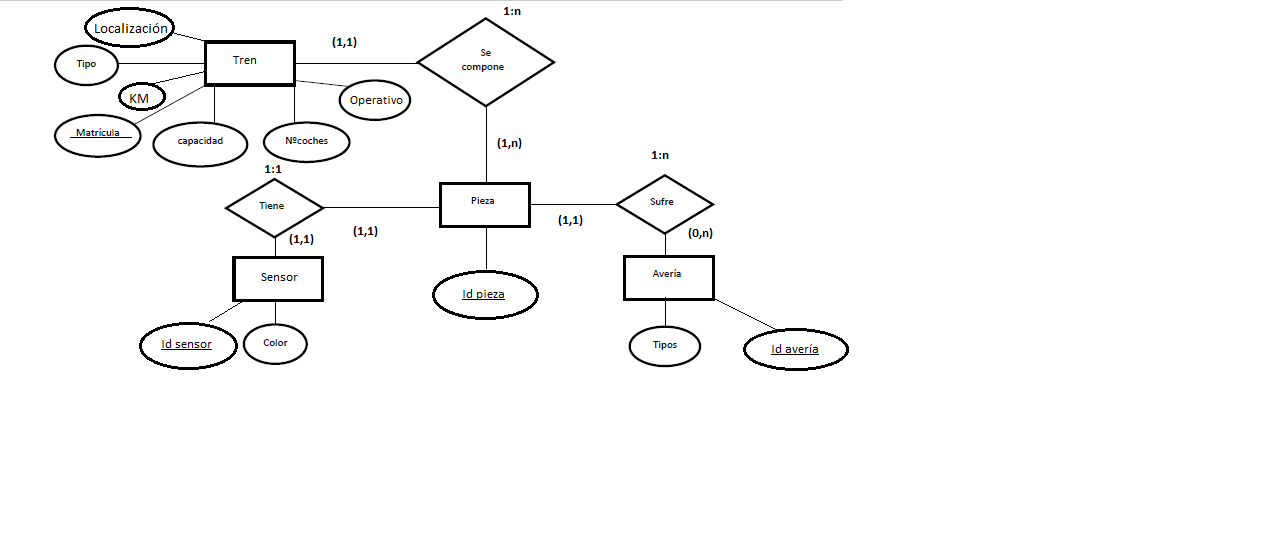 1:n
Localización
(1,1)
Se
compone
Tren
Tipo
KM
Operativo
Matrícula
capacidad
Nºcoches
(1,n)
1:n
1:1
Tiene
(1,1)
(1,1)
Pieza
(1,1)
Sufre
(0,n)
Sensor
Avería
Id pieza
Id sensor
Color
Tipos
Id avería